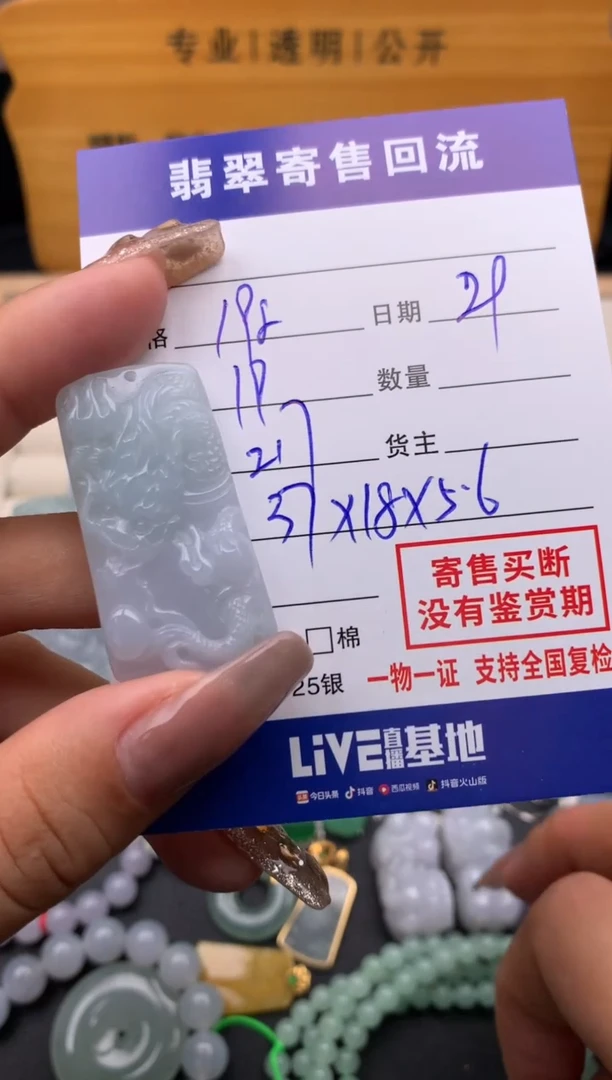 专业|透明|公开
翡翠寄售回流
格 198 日期 29
数量
货主
37×18×5.6
寄售买断
没有鉴赏期
□棉
25银 一物一证 支持全国复检
LiVE直播基地
今日头条 抖音 西瓜视频 抖音火山版